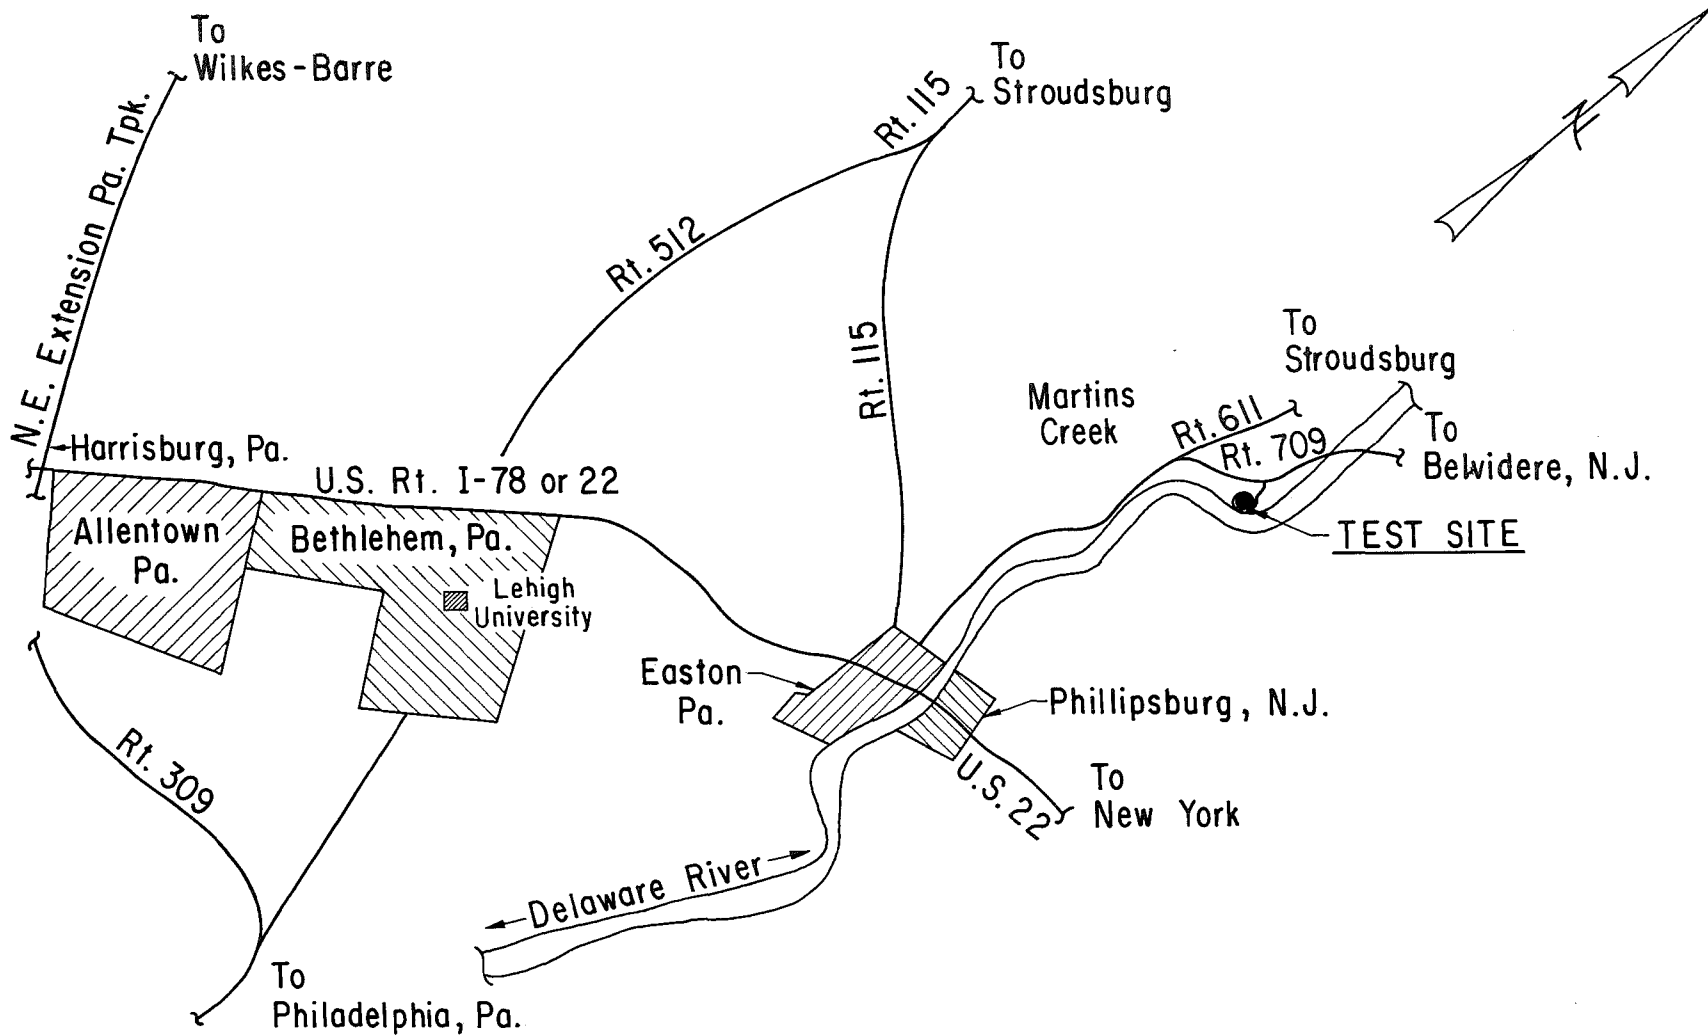 To
Wilkes-Barre
N.E. Extension Pa. Tpk.
To
Stroudsburg
Rt. 115
Rt. 512
Rt. 115
N
To
Stroudsburg
Martins
Creek
Rt. 611
Rt. 709
To
Belvidere, N.J.
TEST SITE
Harrisburg, Pa.
U.S. Rt. I-78 or 22
Allentown
Pa.
Bethlehem, Pa.
Lehigh
University
Easton
Pa.
Phillipsburg, N.J.
U.S. 22
To
New York
Rt. 309
Delaware River
To
Philadelphia, Pa.